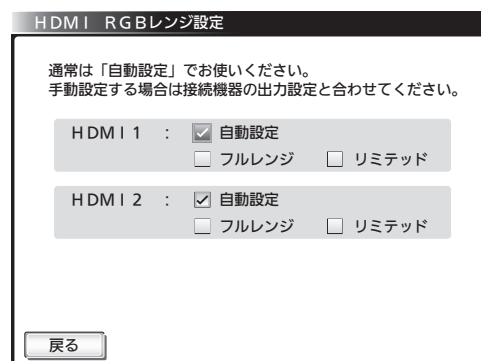 HDMI RGBレンジ設定
通常は「自動設定」でお使いください。
手動設定する場合は接続機器の出力設定と合わせてください。
HDMI1 : 自動設定
フルレンジ リミテッド
HDMI2 : 自動設定
フルレンジ リミテッド
戻る